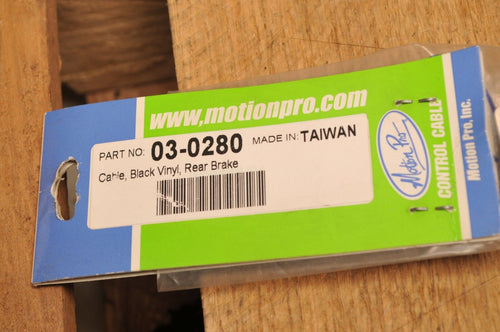 www.motionpro.com
PART NO: 03-0280 MADE IN: TAIWAN
Cable, Black Vinyl, Rear Brake
Motion Pro
CONTROL CABLE
Motion Pro, Inc.